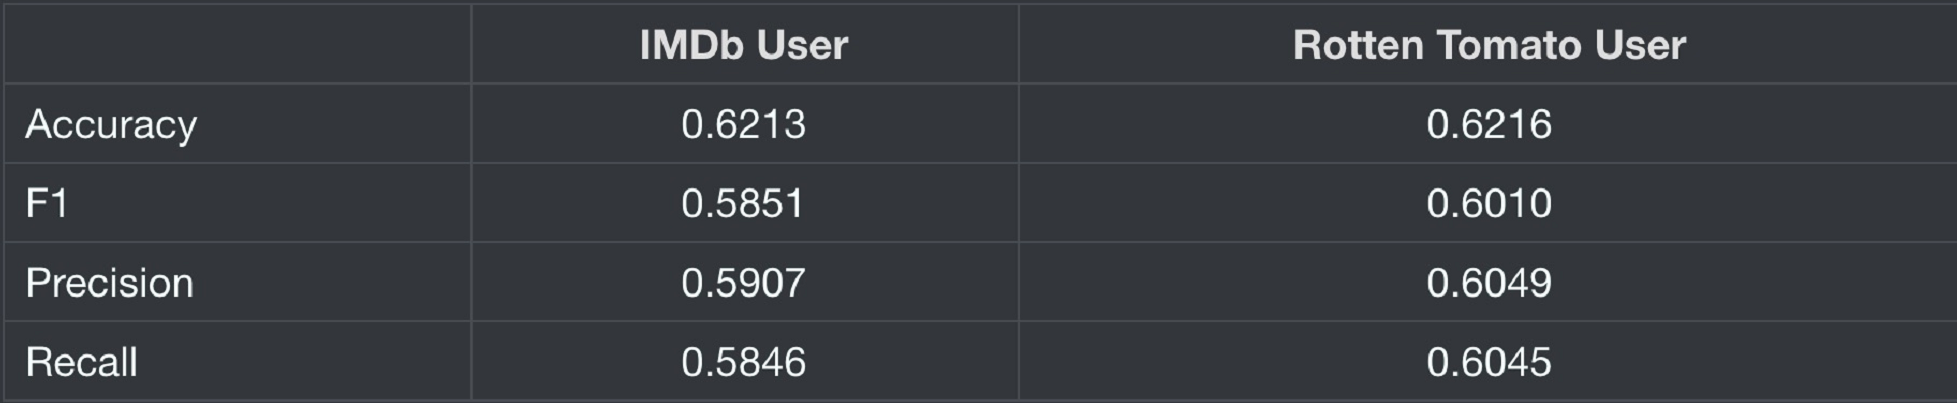 IMDb User Rotten Tomato User
Accuracy 0.6213 0.6216
F1 0.5851 0.6010
Precision 0.5907 0.6049
Recall 0.5846 0.6045